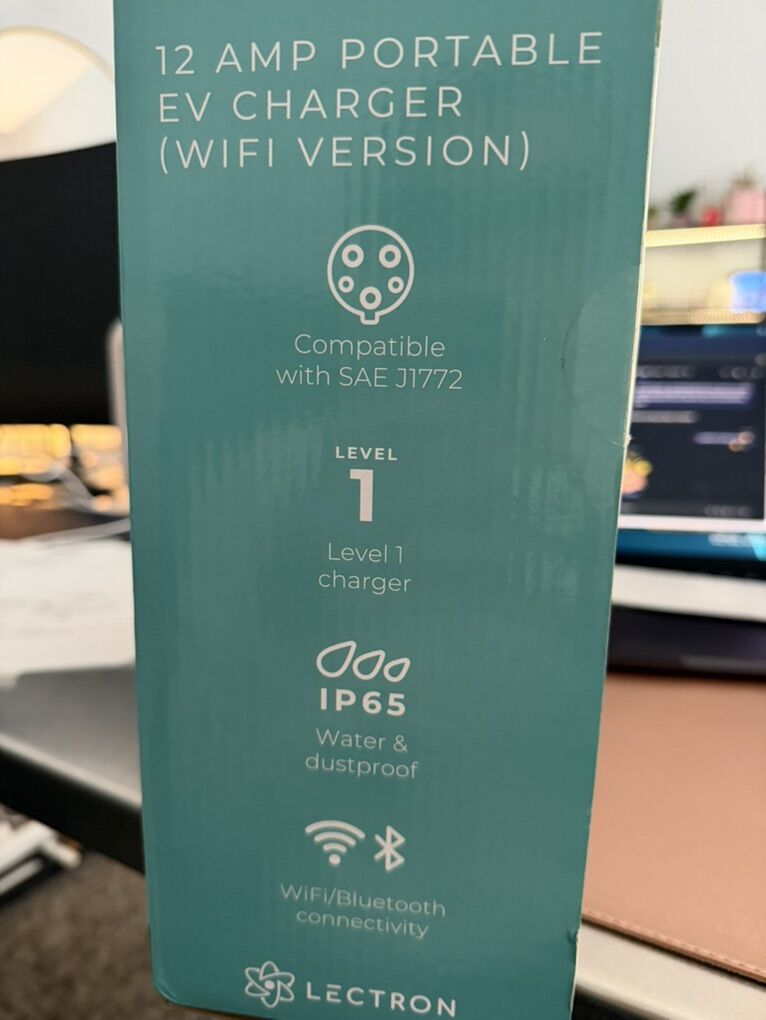 12 AMP PORTABLE
EV CHARGER
(WIFI VERSION)
Compatible
with SAE J1772
LEVEL
1
Level 1
charger
IP65
Water &
dustproof
WiFi/Bluetooth
connectivity
LECTRON